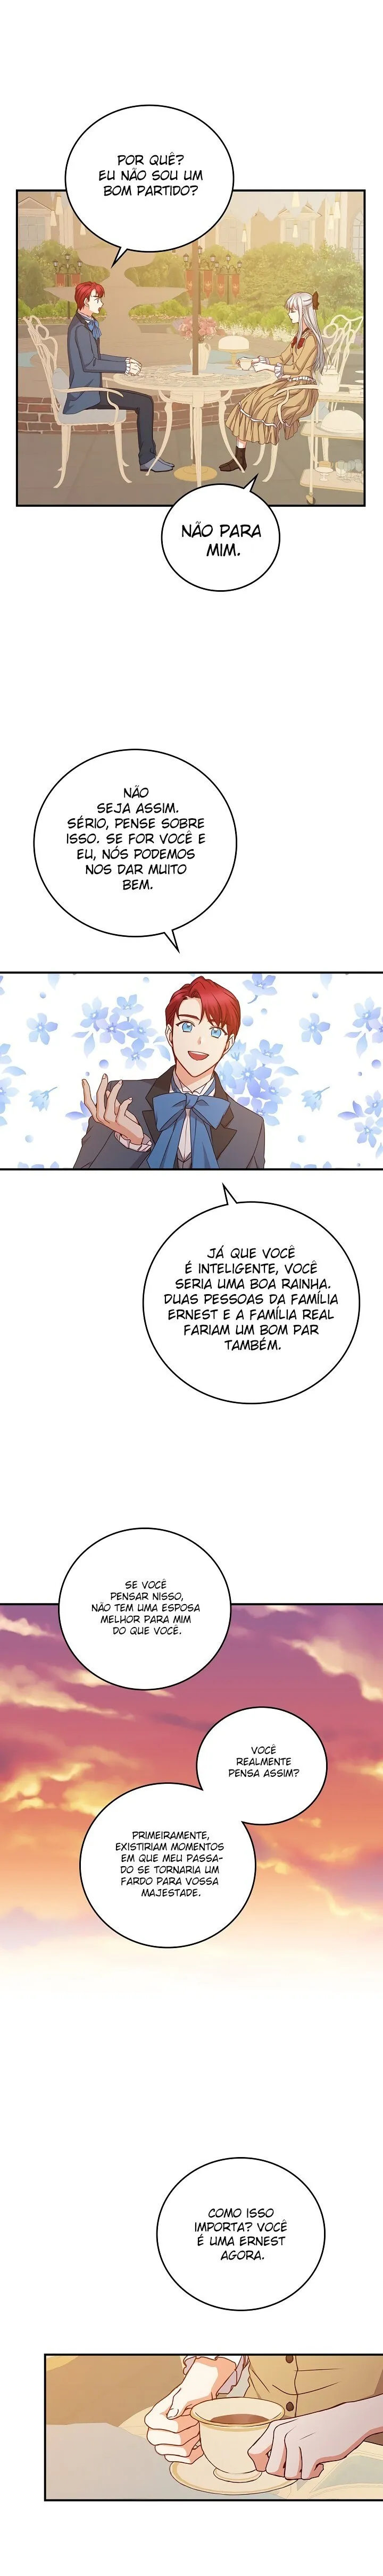 POR QUÊ?
EU NÃO SOU UM
BOM PARTIDO?
NÃO PARA
MIM.
NÃO
SEJA ASSIM.
SÉRIO, PENSE SOBRE
ISSO. SE FOR VOCÊ E
EU, NÓS PODEMOS
NOS DAR MUITO
BEM.
JÁ QUE VOCÊ
É INTELIGENTE, VOCÊ
SERIA UMA BOA RAINHA.
DUAS PESSOAS DA FAMÍLIA
ERNEST E A FAMÍLIA REAL
FARIAM UM BOM PAR
TAMBÉM.
SE VOCÊ
PENSAR NISSO,
NÃO TEM UMA ESPOSA
MELHOR PARA MIM
DO QUE VOCÊ.
VOCÊ
REALMENTE
PENSA ASSIM?
PRIMEIRAMENTE,
EXISTIRIAM MOMENTOS
EM QUE MEU PASSA-
DO SE TORNARIA UM
FARDO PARA VOSSA
MAJESTADE.
COMO ISSO
IMPORTA? VOCÊ
É UMA ERNEST
AGORA.